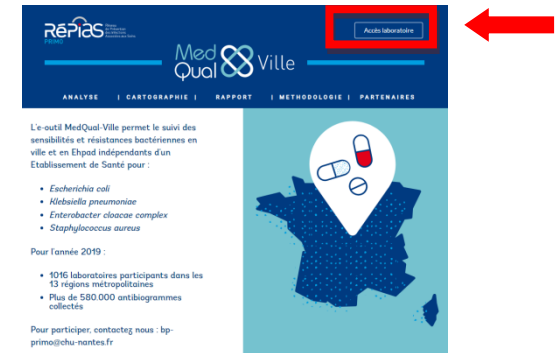 RéPIAS
PRIMO
Accès laboratoire
Med
Qual Ville
ANALYSE | CARTOGRAPHIE | RAPPORT | METHODOLOGIE | PARTENAIRES
L'e-outil MedQual-Ville permet le suivi des
sensibilités et résistances bactériennes en
ville et en Ehpad indépendants d'un
Etablissement de Santé pour :
• Escherichia coli
• Klebsiella pneumoniae
• Enterobacter cloacae complex
• Staphylococcus aureus
Pour l'année 2019 :
• 1016 laboratoires participants dans les
13 régions métropolitaines
• Plus de 580.000 antibiogrammes
collectés
Pour participer, contactez nous : bp-
primo@chu-nantes.fr